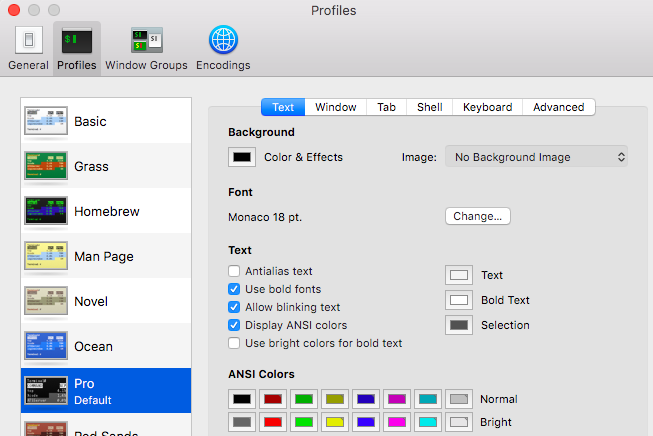 Profiles
General
Profiles
Window Groups
Encodings
Basic
Grass
Homebrew
Man Page
Novel
Ocean
Pro
Default
Red Sands
Text
Window
Tab
Shell
Keyboard
Advanced
Background
Color & Effects
Image:
No Background Image
Font
Monaco 18 pt.
Change...
Text
Antialias text
Use bold fonts
Allow blinking text
Display ANSI colors
Use bright colors for bold text
Text
Bold Text
Selection
ANSI Colors
Normal
Bright